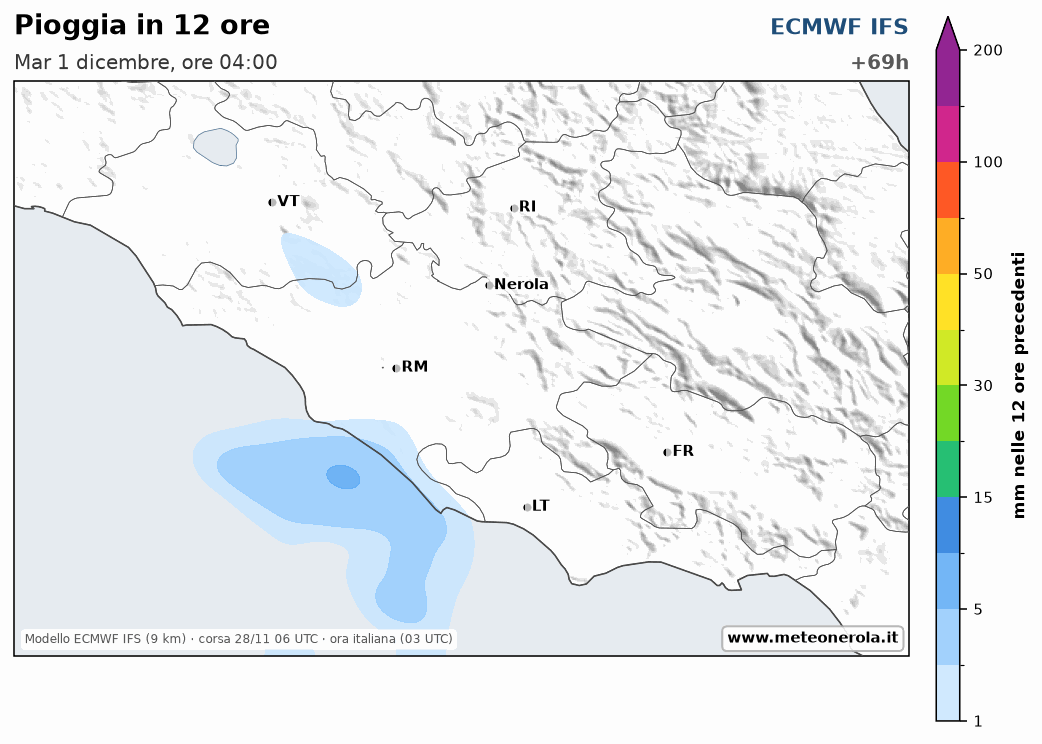 Pioggia in 12 ore
ECMWF IFS
Mar 1 dicembre, ore 04:00
+69h
VT
RI
Nerola
RM
FR
LT
Modello ECMWF IFS (9 km) · corsa 28/11 06 UTC · ora italiana (03 UTC)
www.meteonerola.it
200
100
50
30
15
5
1
mm nelle 12 ore precedenti